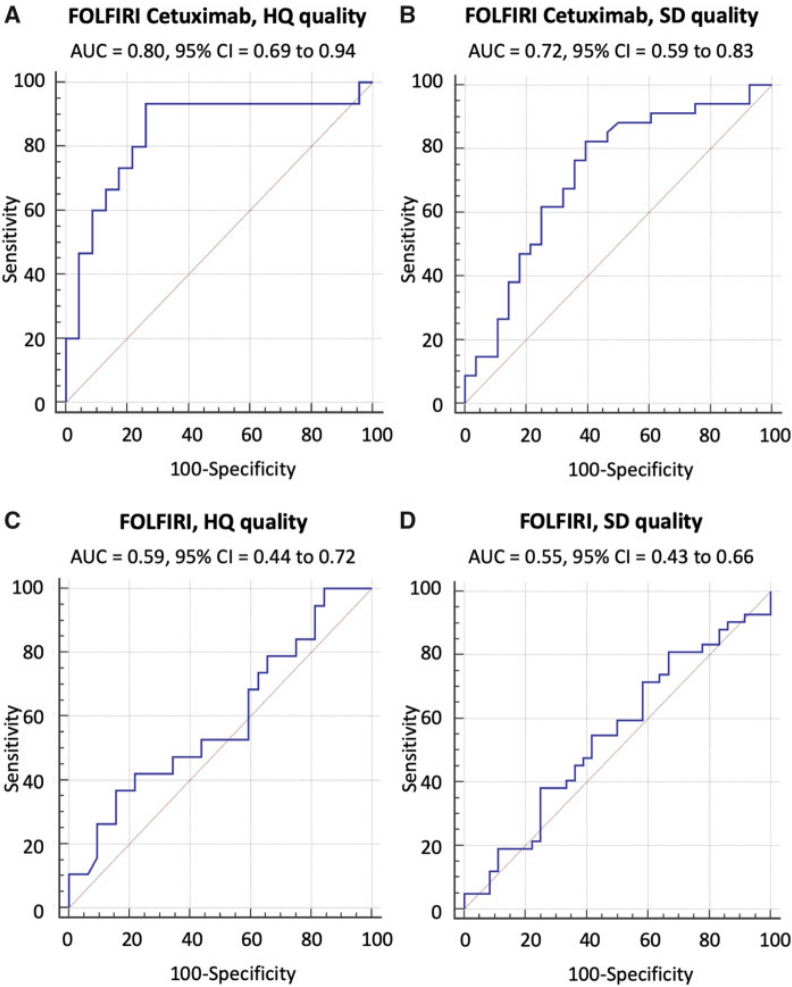 A
FOLFIRI Cetuximab, HQ quality
AUC = 0.80, 95% CI = 0.69 to 0.94
100
80
60
40
20
0
Sensitivity
0 20 40 60 80 100
100-Specificity
B
FOLFIRI Cetuximab, SD quality
AUC = 0.72, 95% CI = 0.59 to 0.83
100
80
60
40
20
0
Sensitivity
0 20 40 60 80 100
100-Specificity
C
FOLFIRI, HQ quality
AUC = 0.59, 95% CI = 0.44 to 0.72
100
80
60
40
20
0
Sensitivity
0 20 40 60 80 100
100-Specificity
D
FOLFIRI, SD quality
AUC = 0.55, 95% CI = 0.43 to 0.66
100
80
60
40
20
0
Sensitivity
0 20 40 60 80 100
100-Specificity